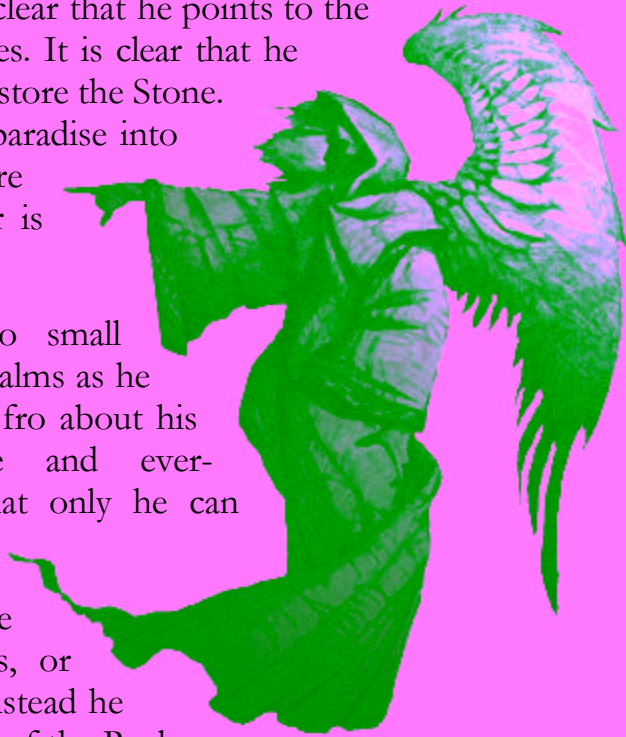 clear that he points to the
es. It is clear that he
store the Stone.
paradise into
re
r is
o small
alms as he
fro about his
e and ever-
at only he can
e
s, or
nstead he
of the